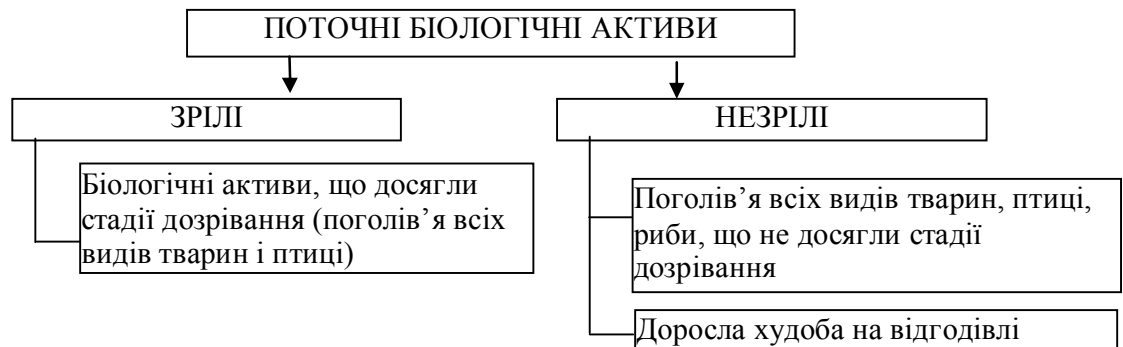 ПОТОЧНІ БІОЛОГІЧНІ АКТИВИ
ЗРІЛІ
НЕЗРІЛІ
Біологічні активи, що досягли
стадії дозрівання (поголів’я всіх
видів тварин і птиці)
Поголів’я всіх видів тварин, птиці,
риби, що не досягли стадії
дозрівання
Доросла худоба на відгодівлі